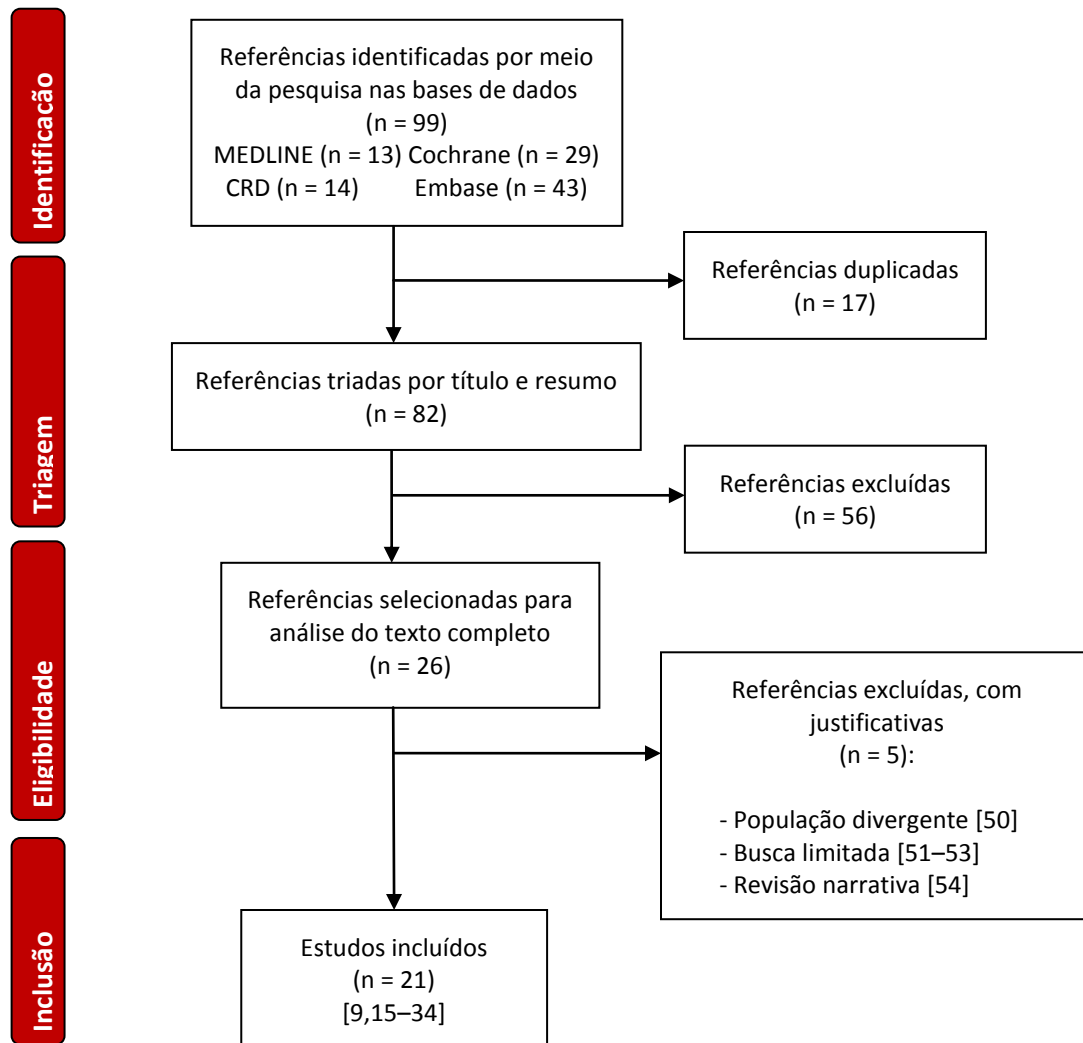 Identificação
Referências identificadas por meio
da pesquisa nas bases de dados
(n = 99)
MEDLINE (n = 13) Cochrane (n = 29)
CRD (n = 14) Embase (n = 43)
Referências duplicadas
(n = 17)
Triagem
Referências triadas por título e resumo
(n = 82)
Referências excluídas
(n = 56)
Eligibilidade
Referências selecionadas para
análise do texto completo
(n = 26)
Referências excluídas, com
justificativas
(n = 5):
- População divergente [50]
- Busca limitada [51–53]
- Revisão narrativa [54]
Inclusão
Estudos incluídos
(n = 21)
[9,15–34]